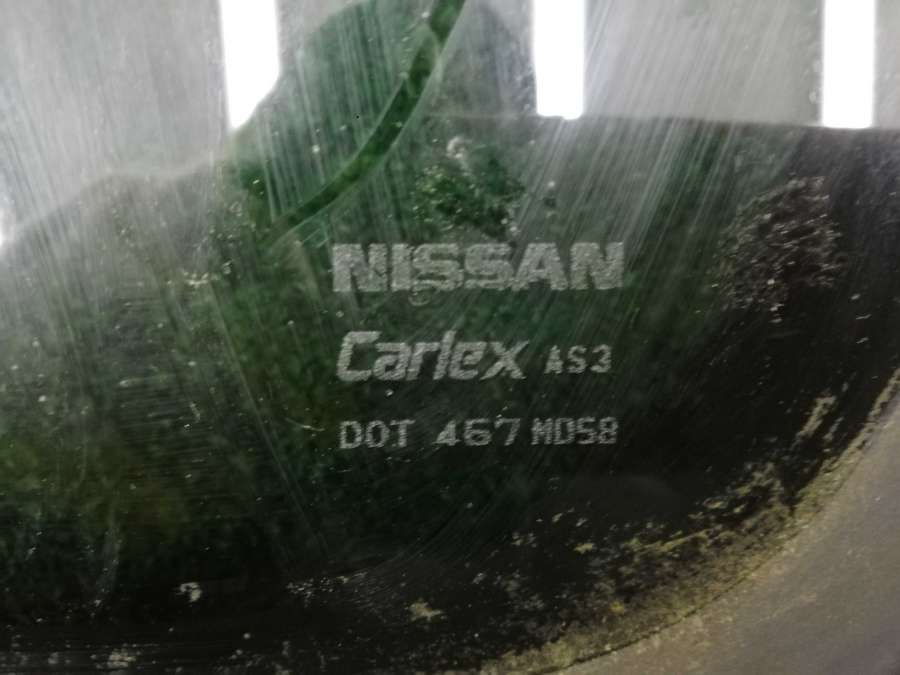 NISSAN
Carlex AS3
DOT 467 MD58